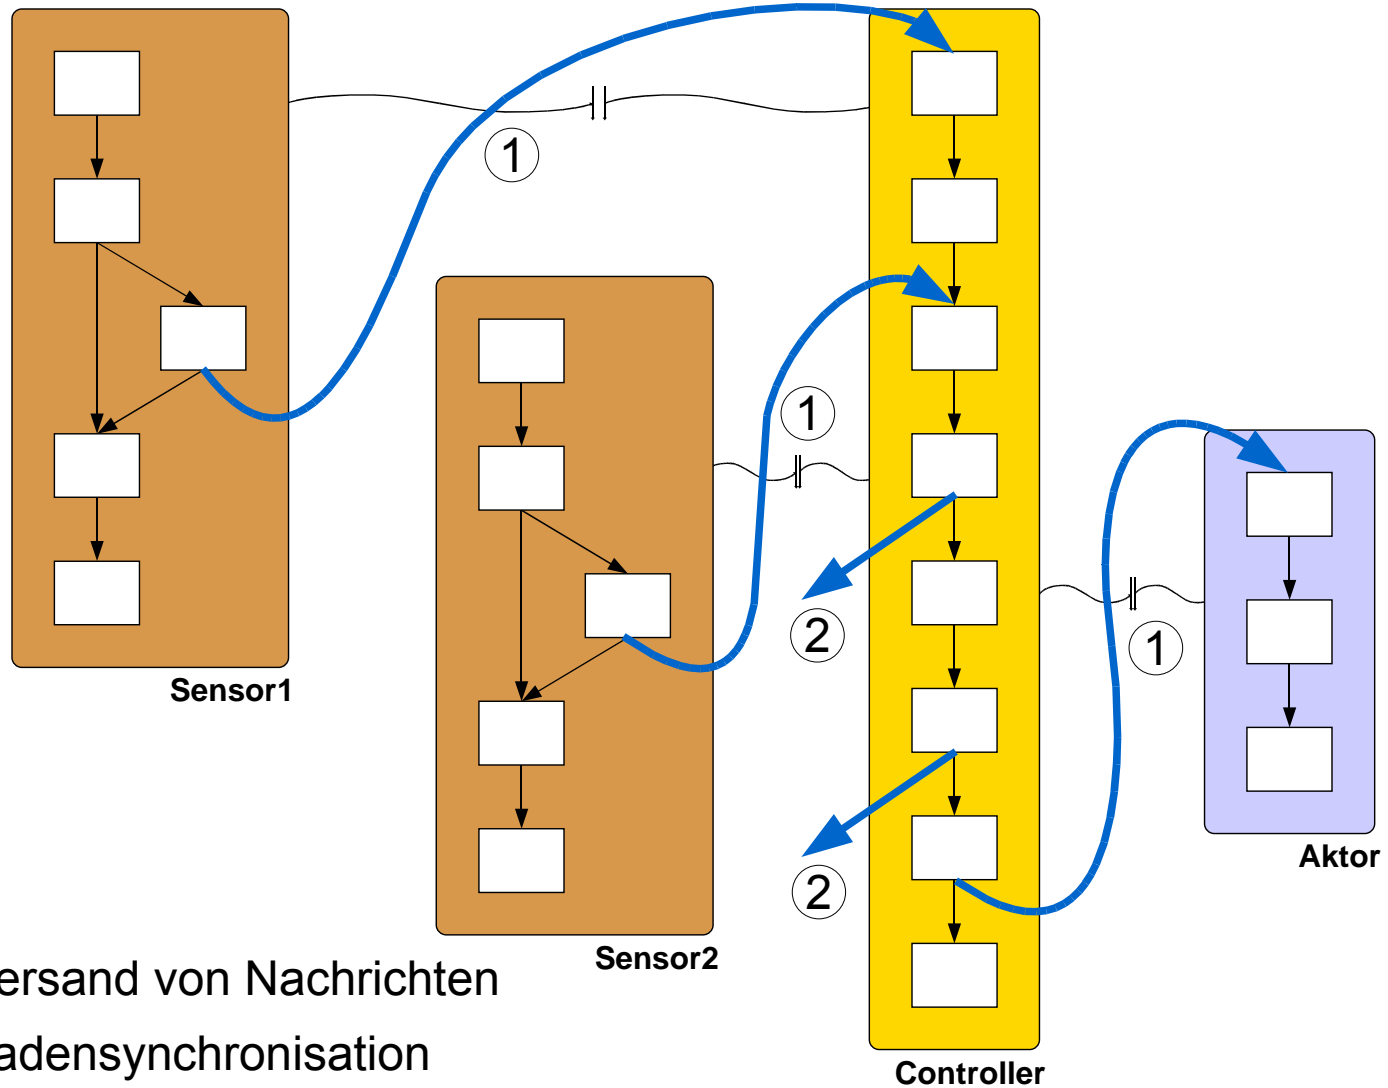 1
1
2
1
Sensor1
Aktor
2
Sensor2
ersand von Nachrichten
adensynchronisation
Controller